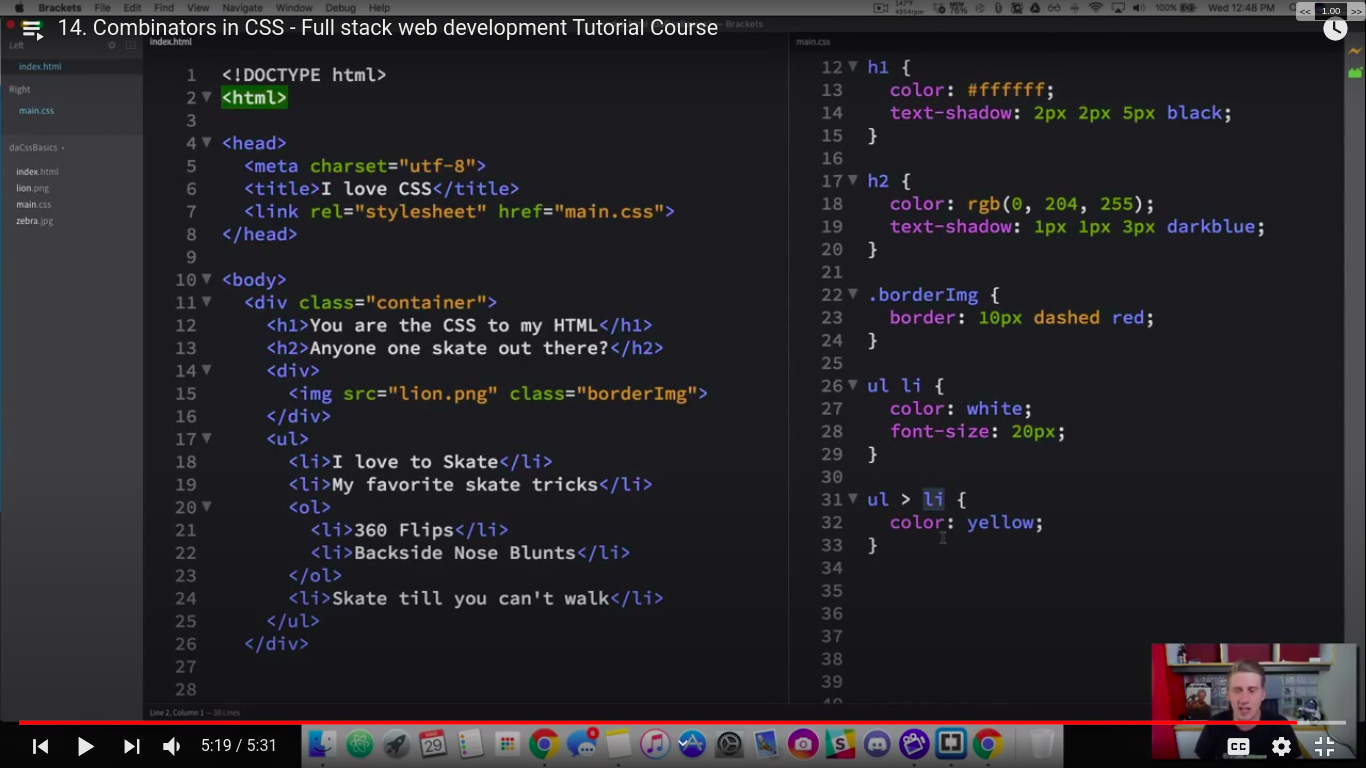 Brackets File Edit Find View Navigate Window Debug Help
100% Wed 12:48 PM
Brackets
<< 1.00 >>
14. Combinators in CSS - Full stack web development Tutorial Course
Left
index.html
Right
main.css
daCssBasics
index.html
lion.png
main.css
zebra.jpg
index.html
1 <!DOCTYPE html>
2 <html>
3
4 <head>
5 <meta charset="utf-8">
6 <title>I love CSS</title>
7 <link rel="stylesheet" href="main.css">
8 </head>
9
10 <body>
11 <div class="container">
12 <h1>You are the CSS to my HTML</h1>
13 <h2>Anyone one skate out there?</h2>
14 <div>
15 <img src="lion.png" class="borderImg">
16 </div>
17 <ul>
18 <li>I love to Skate</li>
19 <li>My favorite skate tricks</li>
20 <ol>
21 <li>360 Flips</li>
22 <li>Backside Nose Blunts</li>
23 </ol>
24 <li>Skate till you can't walk</li>
25 </ul>
26 </div>
27
28
Line 2, Column 1 — 38 Lines
main.css
12 h1 {
13 color: #ffffff;
14 text-shadow: 2px 2px 5px black;
15 }
16
17 h2 {
18 color: rgb(0, 204, 255);
19 text-shadow: 1px 1px 3px darkblue;
20 }
21
22 .borderImg {
23 border: 10px dashed red;
24 }
25
26 ul li {
27 color: white;
28 font-size: 20px;
29 }
30
31 ul > li {
32 color: yellow;
33 }
34
35
36
37
38
39
5:19 / 5:31
29
CC